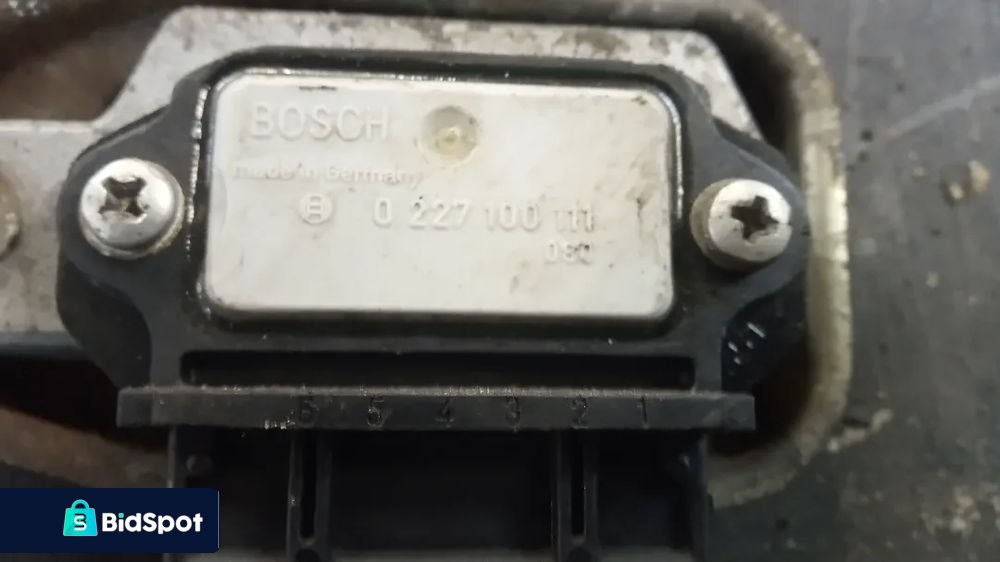 BOSCH
made in Germany
0 227 100 111
080
6 5 4 3 2 1
BidSpot